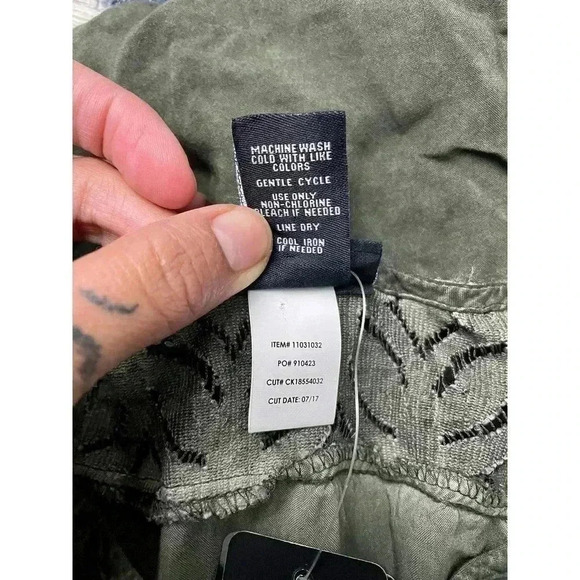 MACHINE WASH
COLD WITH LIKE
COLORS
GENTLE CYCLE
USE ONLY
NON-CHLORINE
BLEACH IF NEEDED
LINE DRY
COOL IRON
IF NEEDED
ITEM# 11031032
PO# 910423
CUT# CK18554032
CUT DATE: 07/17